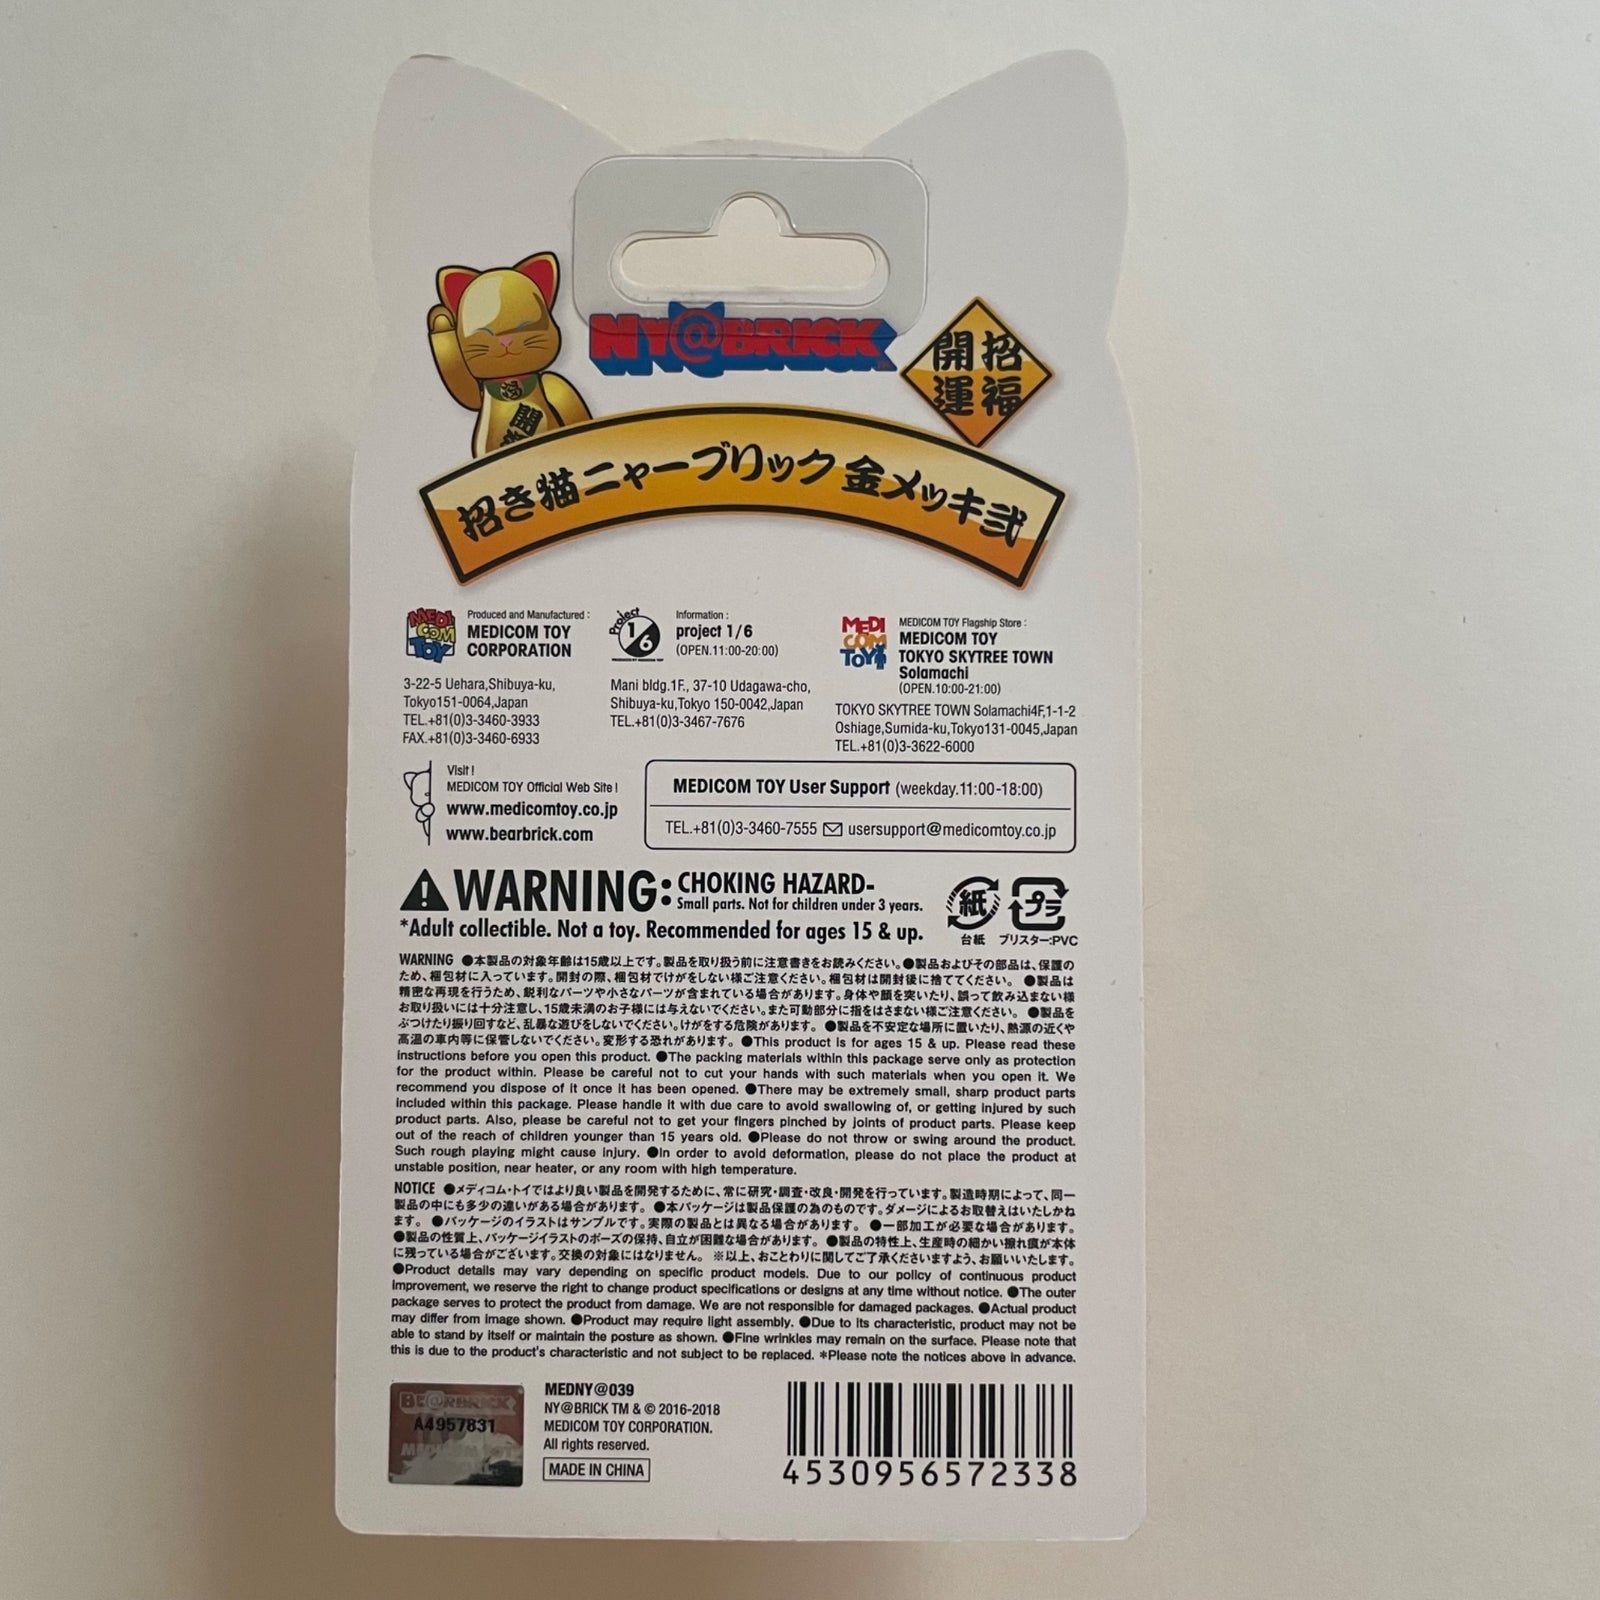 NY@BRICK
招福
開運
招き猫ニャーブリック 金メッキ弐
MEDI
COM
TOY
Produced and Manufactured :
MEDICOM TOY
CORPORATION
3-22-5 Uehara,Shibuya-ku,
Tokyo151-0064,Japan
TEL.+81(0)3-3460-3933
FAX.+81(0)3-3460-6933
Project
1/6
Information :
project 1/6
(OPEN.11:00-20:00)
Mani bldg.1F., 37-10 Udagawa-cho,
Shibuya-ku,Tokyo 150-0042,Japan
TEL.+81(0)3-3467-7676
MEDI
COM
TOY
MEDICOM TOY Flagship Store :
MEDICOM TOY
TOKYO SKYTREE TOWN
Solamachi
(OPEN.10:00-21:00)
TOKYO SKYTREE TOWN Solamachi4F,1-1-2
Oshiage,Sumida-ku,Tokyo131-0045,Japan
TEL.+81(0)3-3622-6000
Visit !
MEDICOM TOY Official Web Site !
www.medicomtoy.co.jp
www.bearbrick.com
MEDICOM TOY User Support (weekday.11:00-18:00)
TEL.+81(0)3-3460-7555 usersupport@medicomtoy.co.jp
WARNING: CHOKING HAZARD-
Small parts. Not for children under 3 years.
*Adult collectible. Not a toy. Recommended for ages 15 & up.
紙
台紙
プラ
ブリスター:PVC
WARNING ●本製品の対象年齢は15歳以上です。製品を取り扱う前に注意書きをお読みください。●製品およびその部品は、保護の
ため、梱包材に入っています。開封の際、梱包材でけがをしない様ご注意ください。梱包材は開封後に捨ててください。 ●製品は
精密な再現を行うため、鋭利なパーツや小さなパーツが含まれている場合があります。身体や顔を突いたり、誤って飲み込まない様
お取り扱いには十分注意し、15歳未満のお子様には与えないでください。また可動部分に指をはさまない様ご注意ください。 ●製品を
ぶつけたり振り回すなど、乱暴な遊びをしないでください。けがをする危険があります。 ●製品を不安定な場所に置いたり、熱源の近くや
高温の車内等に保管しないでください。変形する恐れがあります。 ●This product is for ages 15 & up. Please read these
instructions before you open this product. ●The packing materials within this package serve only as protection
for the product within. Please be careful not to cut your hands with such materials when you open it. We
recommend you dispose of it once it has been opened. ●There may be extremely small, sharp product parts
included within this package. Please handle it with due care to avoid swallowing of, or getting injured by such
product parts. Also, please be careful not to get your fingers pinched by joints of product parts. Please keep
out of the reach of children younger than 15 years old. ●Please do not throw or swing around the product.
Such rough playing might cause injury. ●In order to avoid deformation, please do not place the product at
unstable position, near heater, or any room with high temperature.
NOTICE ●メディコム・トイではより良い製品を開発するために、常に研究・調査・改良・開発を行っています。製造時期によって、同一
製品の中にも多少の違いがある場合があります。 ●本パッケージは製品保護の為のものです。ダメージによるお取替えはいたしかね
ます。 ●パッケージのイラストはサンプルです。実際の製品とは異なる場合があります。 ●一部加工が必要な場合があります。
●製品の性質上、パッケージイラストのポーズの保持、自立が困難な場合があります。 ●製品の特性上、生産時の細かい擦れ痕が本体
に残っている場合がございます。交換の対象にはなりません。 ※以上、おことわりに関してご了承くださいますよう、お願いいたします。
●Product details may vary depending on specific product models. Due to our policy of continuous product
improvement, we reserve the right to change product specifications or designs at any time without notice. ●The outer
package serves to protect the product from damage. We are not responsible for damaged packages. ●Actual product
may differ from image shown. ●Product may require light assembly. ●Due to its characteristic, product may not be
able to stand by itself or maintain the posture as shown. ●Fine wrinkles may remain on the surface. Please note that
this is due to the product's characteristic and not subject to be replaced. *Please note the notices above in advance.
BE@RBRICK
A4957831
MEDICOM TOY
MEDNY@039
NY@BRICK TM & © 2016-2018
MEDICOM TOY CORPORATION.
All rights reserved.
MADE IN CHINA
4530956572338